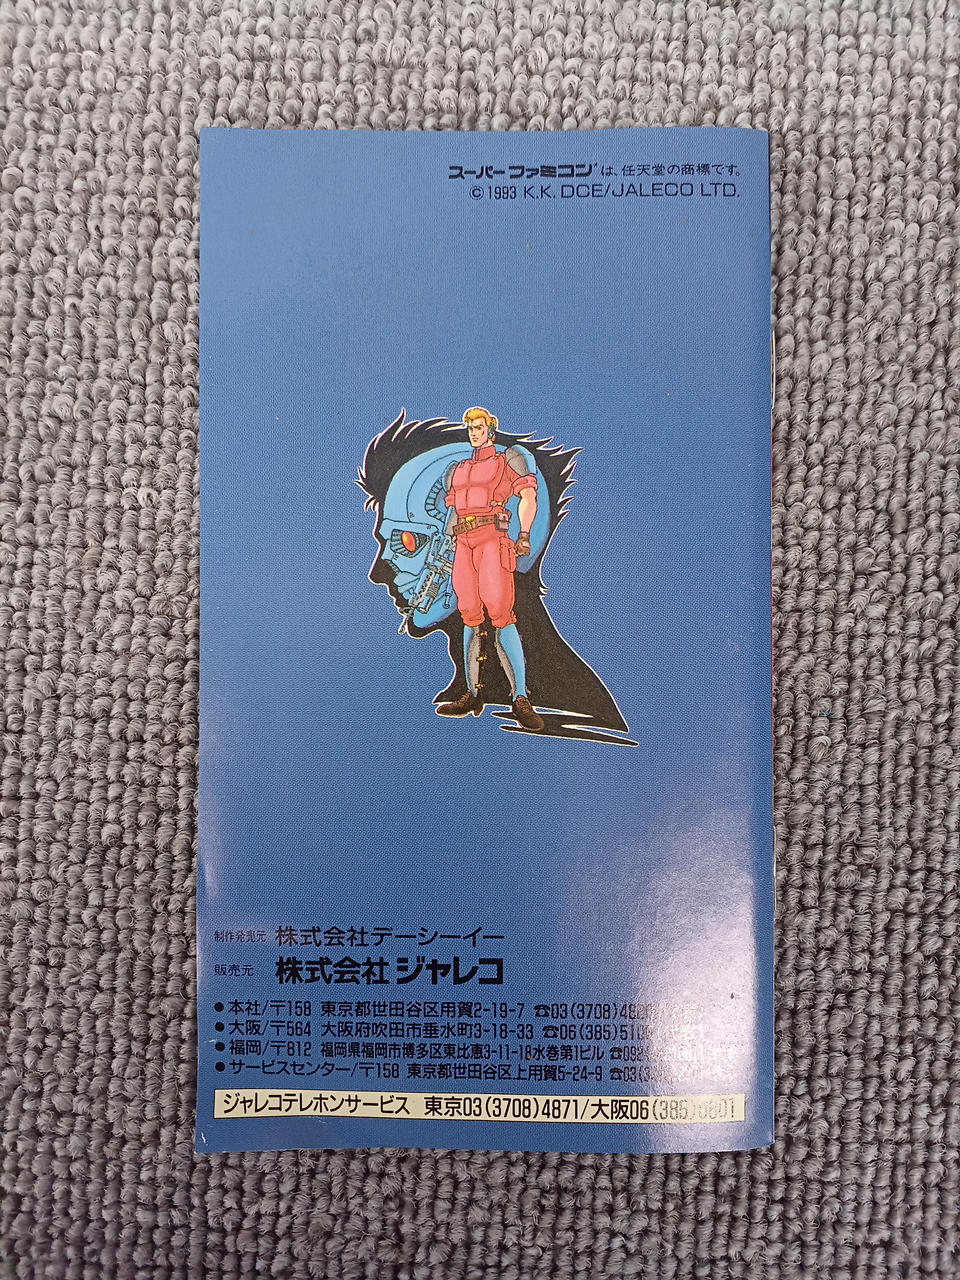 スーパーファミコンは、任天堂の商標です。
© 1993 K.K. DCE/JALECO LTD.
制作発売元 株式会社デーシーイー
販売元 株式会社ジャレコ
●本社/〒158 東京都世田谷区用賀2-19-7 ☎03(3708)
●大阪/〒564 大阪府吹田市垂水町3-18-33 ☎06(385)
●福岡/〒812 福岡県福岡市博多区東比恵3-11-18水巻第1ビル ☎092
●サービスセンター/〒158 東京都世田谷区上用賀5-24-9 ☎03
ジャレコテレホンサービス 東京03(3708)4871/大阪06